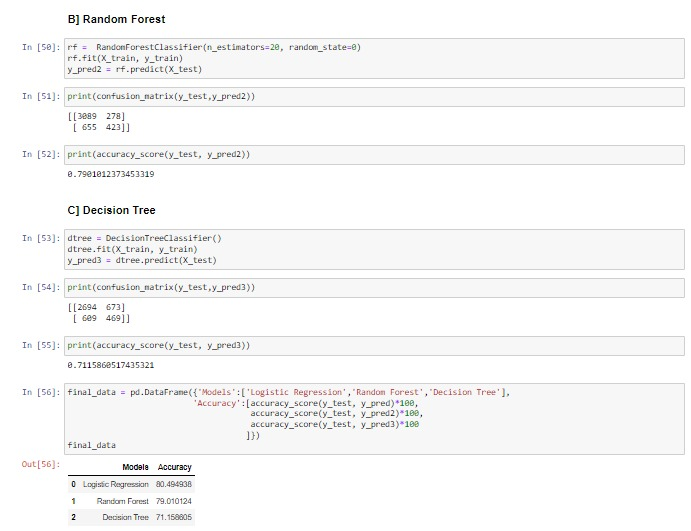 B] Random Forest
In [50]: rf = RandomForestClassifier(n_estimators=20, random_state=0)
rf.fit(X_train, y_train)
y_pred2 = rf.predict(X_test)
In [51]: print(confusion_matrix(y_test,y_pred2))
[[3089 278]
[ 655 423]]
In [52]: print(accuracy_score(y_test, y_pred2))
0.7901012373453319
C] Decision Tree
In [53]: dtree = DecisionTreeClassifier()
dtree.fit(X_train, y_train)
y_pred3 = dtree.predict(X_test)
In [54]: print(confusion_matrix(y_test,y_pred3))
[[2694 673]
[ 609 469]]
In [55]: print(accuracy_score(y_test, y_pred3))
0.7115860517435321
In [56]: final_data = pd.DataFrame({'Models':['Logistic Regression','Random Forest','Decision Tree'],
'Accuracy':[accuracy_score(y_test, y_pred)*100,
accuracy_score(y_test, y_pred2)*100,
accuracy_score(y_test, y_pred3)*100
]})
final_data
Out[56]:
Models Accuracy
0 Logistic Regression 80.494938
1 Random Forest 79.010124
2 Decision Tree 71.158605